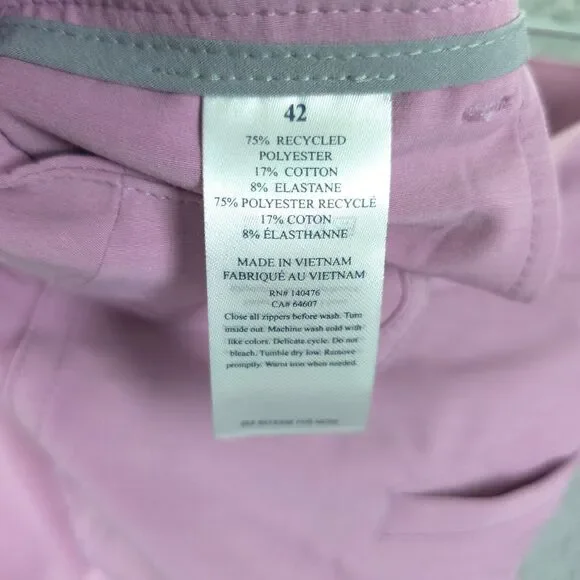 42
75% RECYCLED
POLYESTER
17% COTTON
8% ELASTANE
75% POLYESTER RECYCLÉ
17% COTON
8% ÉLASTHANNE
MADE IN VIETNAM
FABRIQUÉ AU VIETNAM
RN# 140476
CA# 64607
Close all zippers before wash. Turn
inside out. Machine wash cold with
like colors. Delicate cycle. Do not
bleach. Tumble dry low. Remove
promptly. Warm iron when needed.